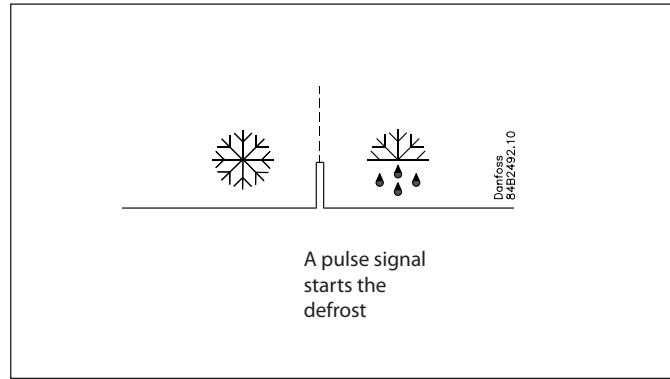 Danfoss
84B2492.10
A pulse signal
starts the
defrost